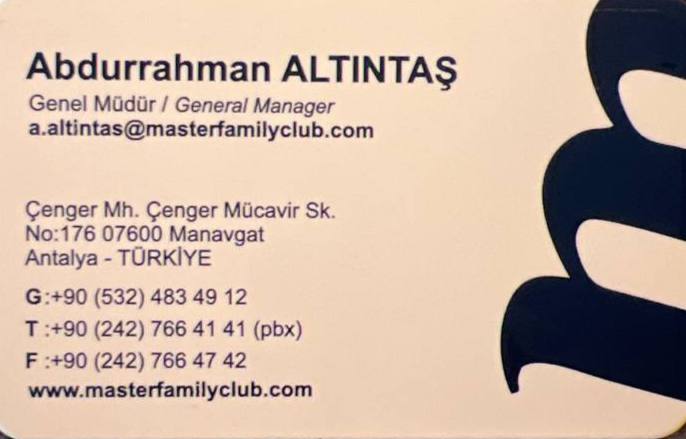 Abdurrahman ALTINTAŞ
Genel Müdür / General Manager
a.altintas@masterfamilyclub.com
Çenger Mh. Çenger Mücavir Sk.
No:176 07600 Manavgat
Antalya - TÜRKİYE
G:+90 (532) 483 49 12
T :+90 (242) 766 41 41 (pbx)
F :+90 (242) 766 47 42
www.masterfamilyclub.com